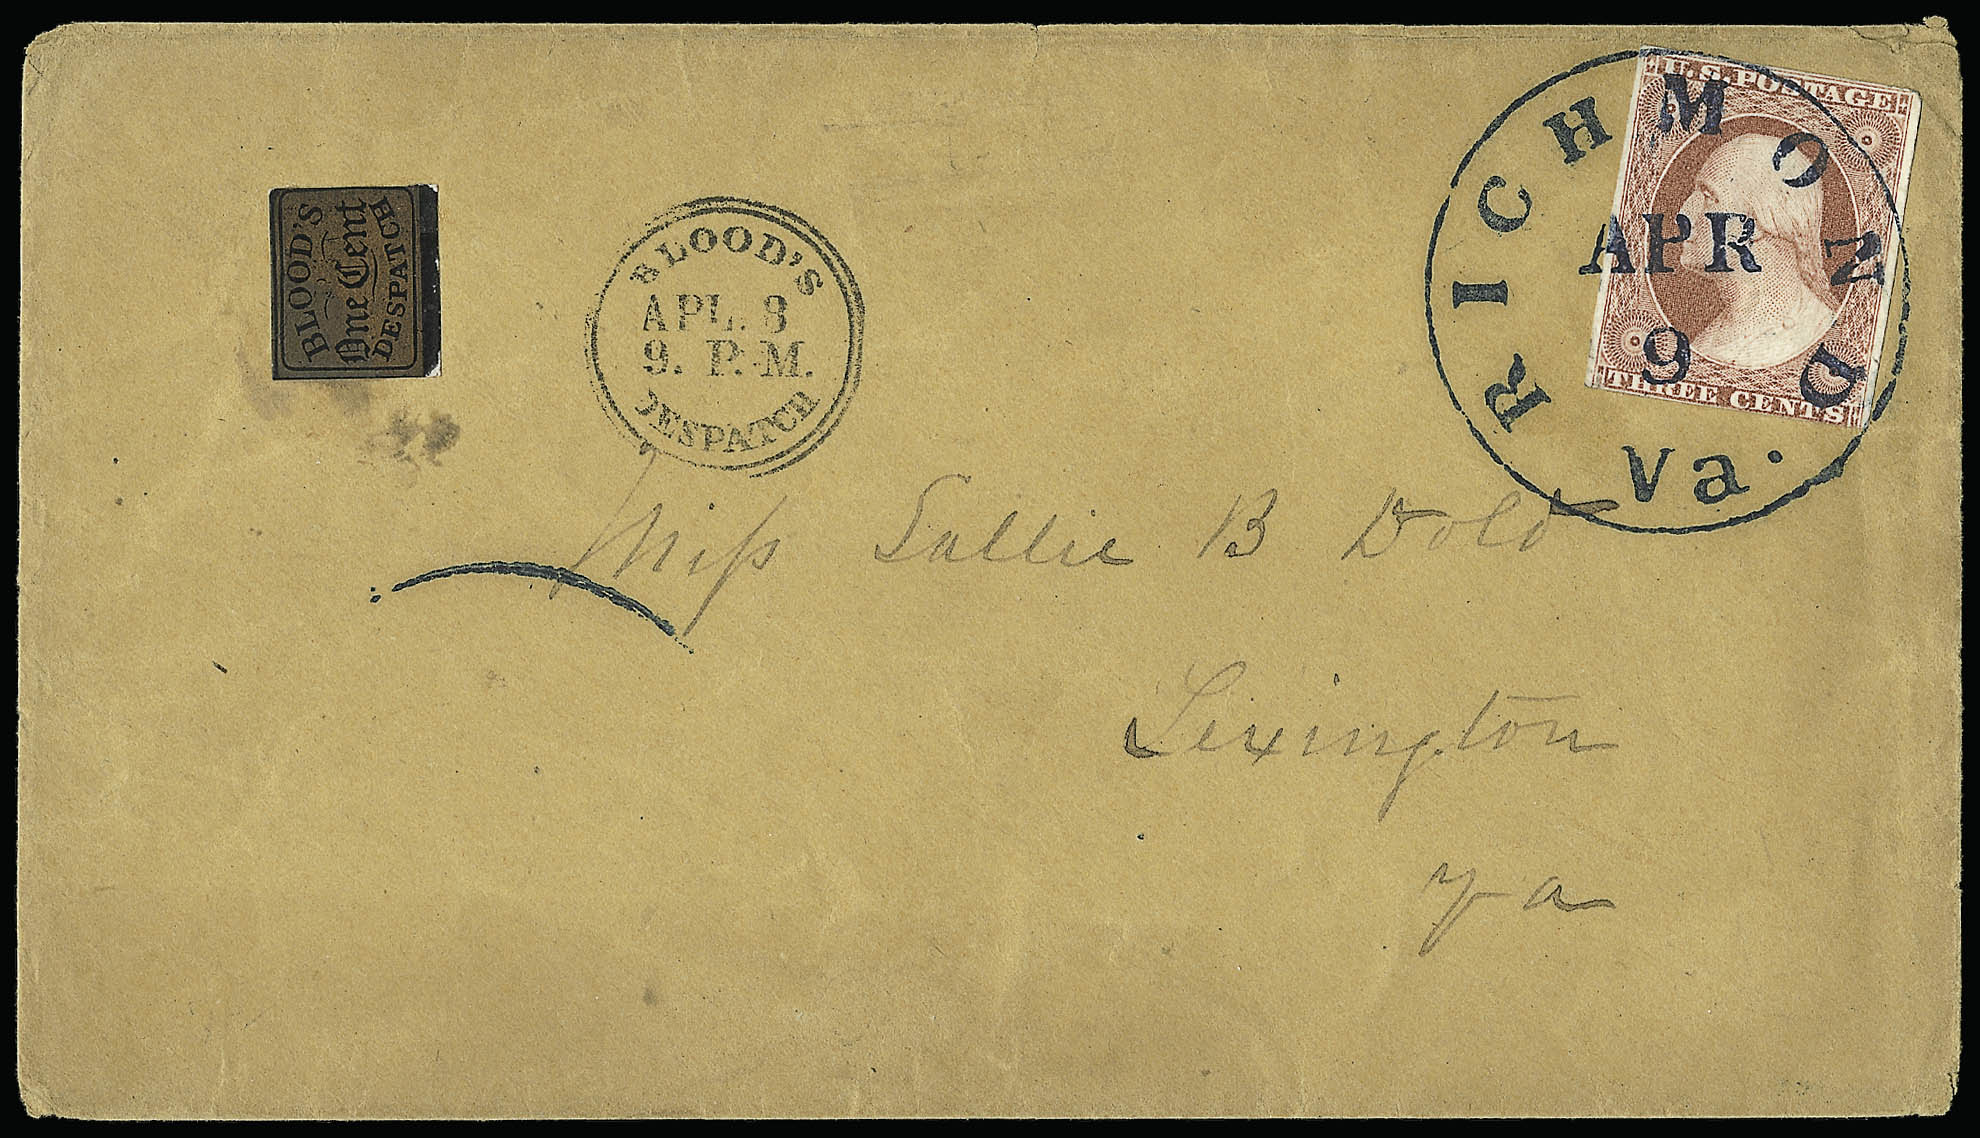 BLOOD'S
One Cent
DESPATCH
BLOOD'S
APL. 8
9. P. M.
DESPATCH
U.S. POSTAGE
THREE CENTS
RICHMOND
APR
9
Va.
Miss Sallie B Dold
Lexington
Va